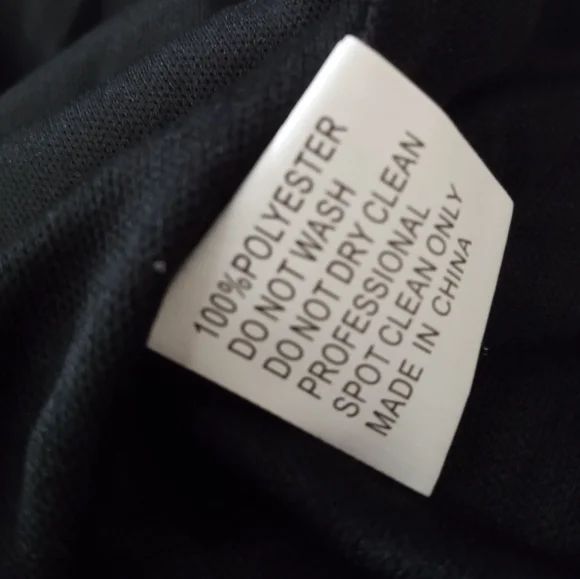 100%POLYESTER
DO NOT WASH
DO NOT DRY CLEAN
PROFESSIONAL
SPOT CLEAN ONLY
MADE IN CHINA